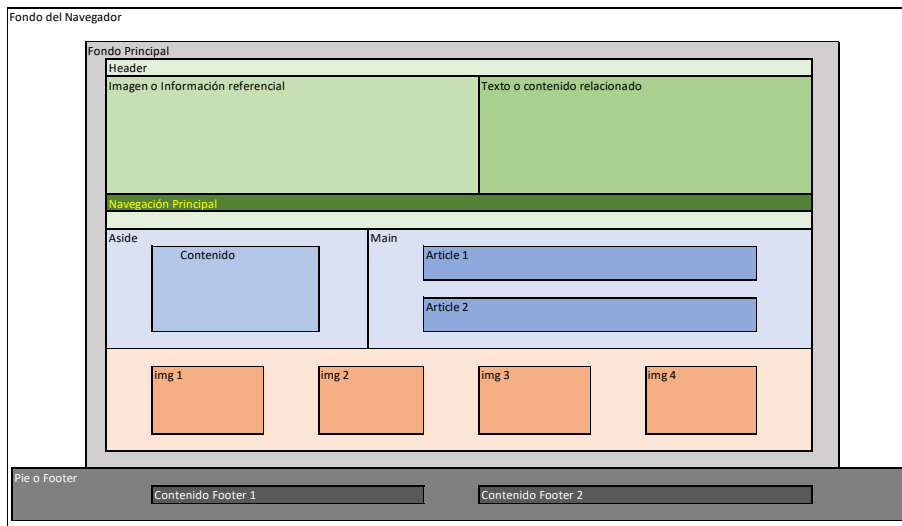 Fondo del Navegador
Fondo Principal
Header
Imagen o Información referencial
Texto o contenido relacionado
Navegación Principal
Aside
Main
Contenido
Article 1
Article 2
img 1
img 2
img 3
img 4
Pie o Footer
Contenido Footer 1
Contenido Footer 2